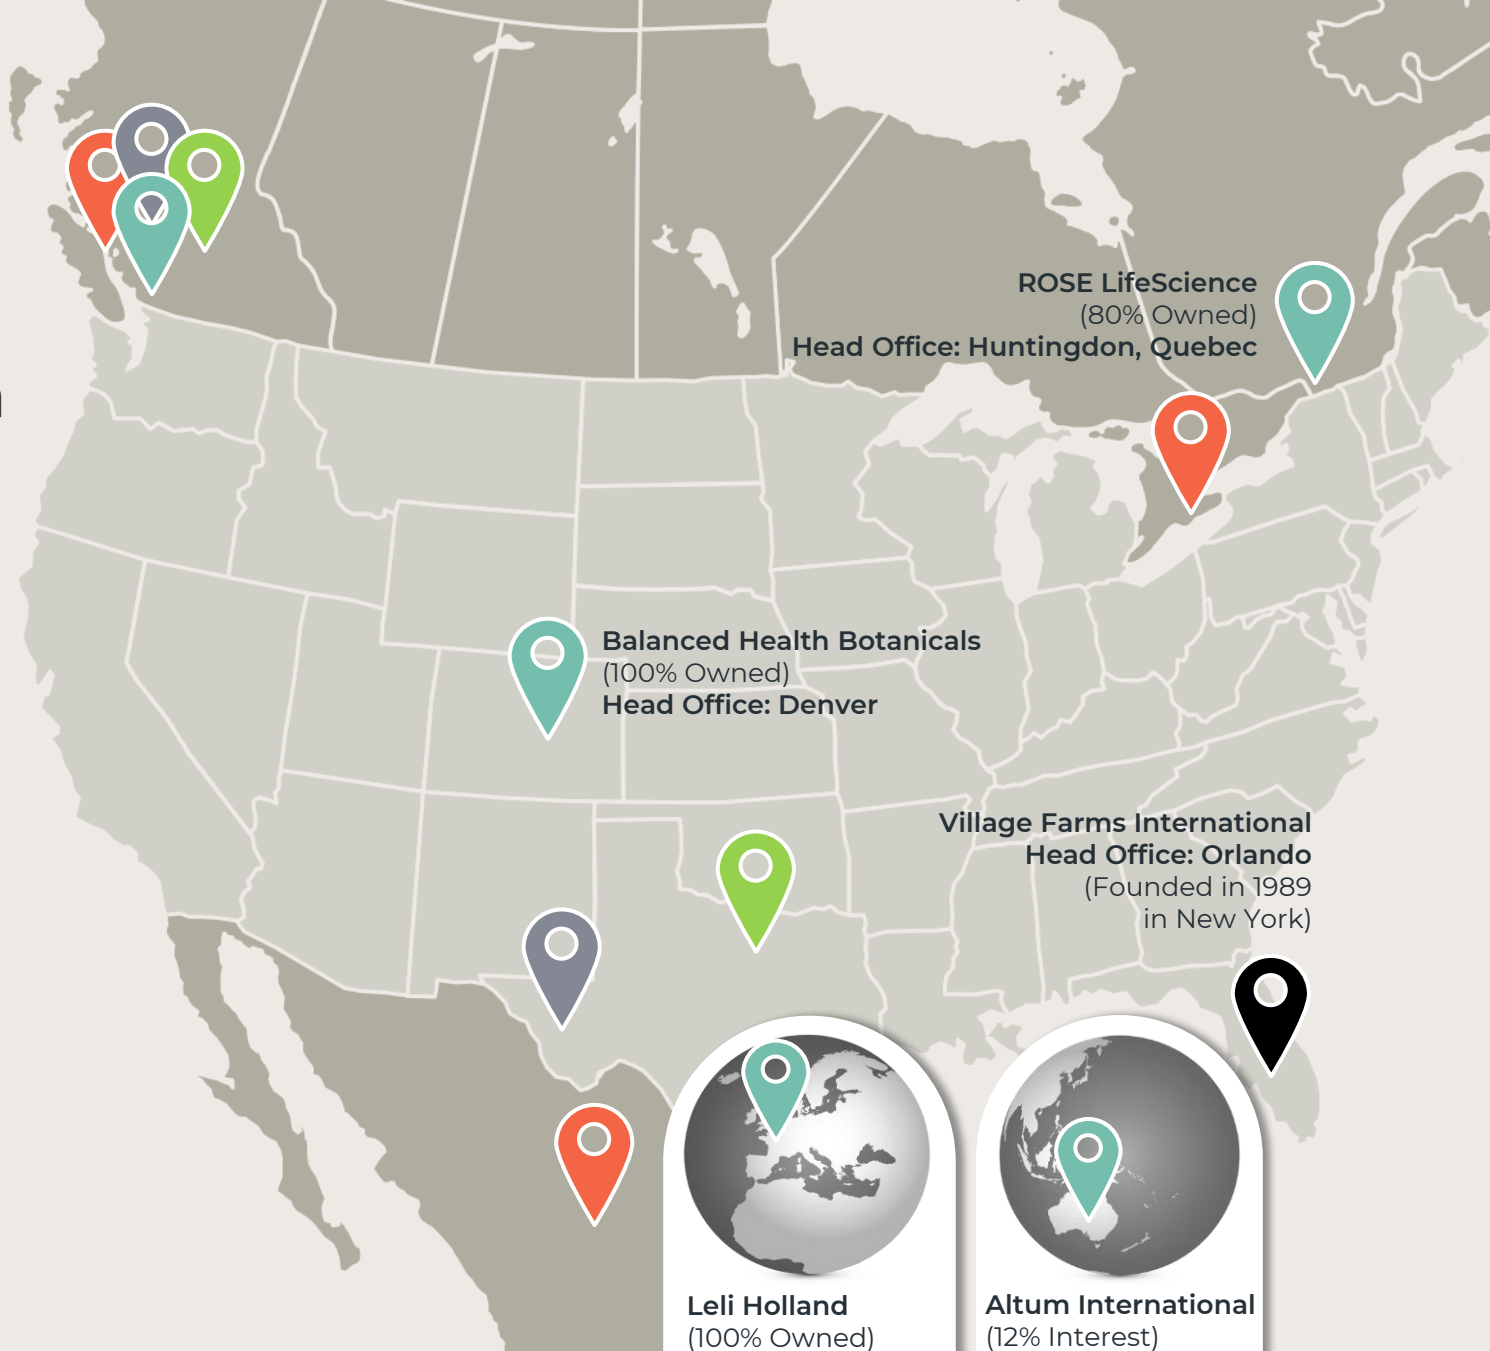 ROSE LifeScience
(80% Owned)
Head Office: Huntingdon, Quebec
Balanced Health Botanicals
(100% Owned)
Head Office: Denver
Village Farms International
Head Office: Orlando
(Founded in 1989
in New York)
Leli Holland
(100% Owned)
Altum International
(12% Interest)